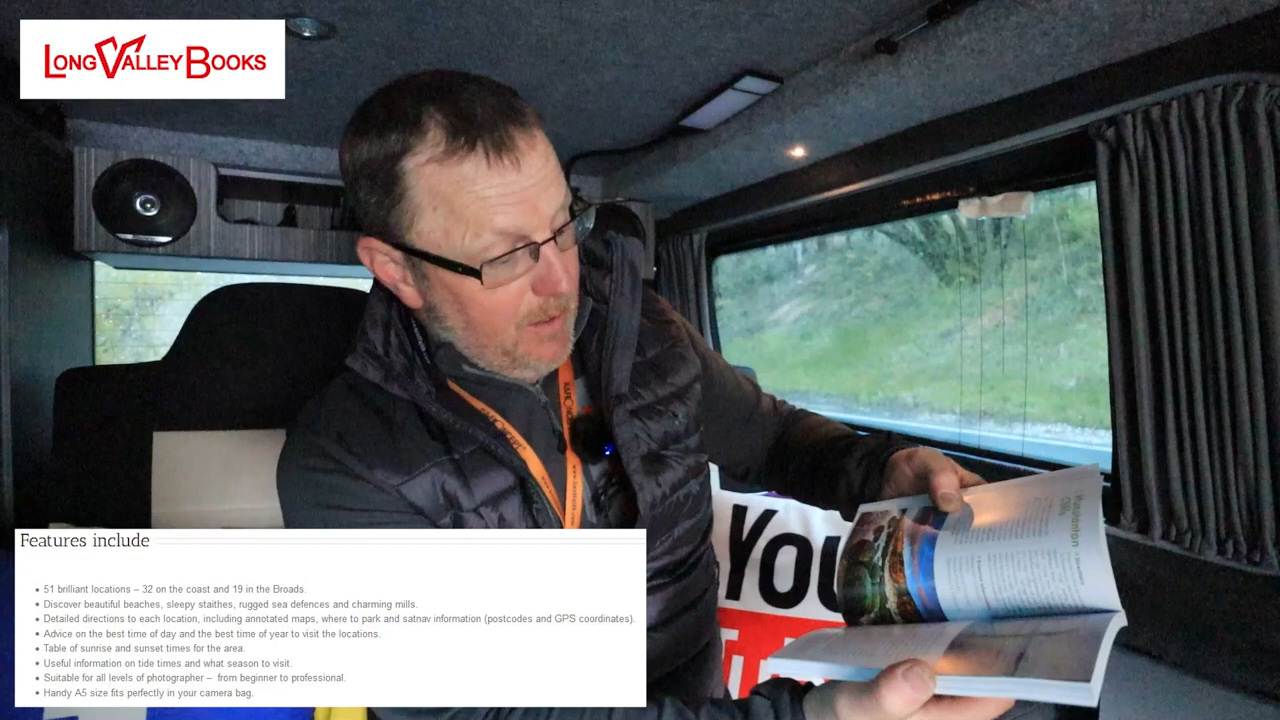 LONGVALLEYBOOKS
You
Features include
51 brilliant locations – 32 on the coast and 19 in the Broads.
Discover beautiful beaches, sleepy staithes, rugged sea defences and charming mills.
Detailed directions to each location, including annotated maps, where to park and satnav information (postcodes and GPS coordinates).
Advice on the best time of day and the best time of year to visit the locations.
Table of sunrise and sunset times for the area.
Useful information on tide times and what season to visit.
Suitable for all levels of photographer – from beginner to professional.
Handy A5 size fits perfectly in your camera bag.